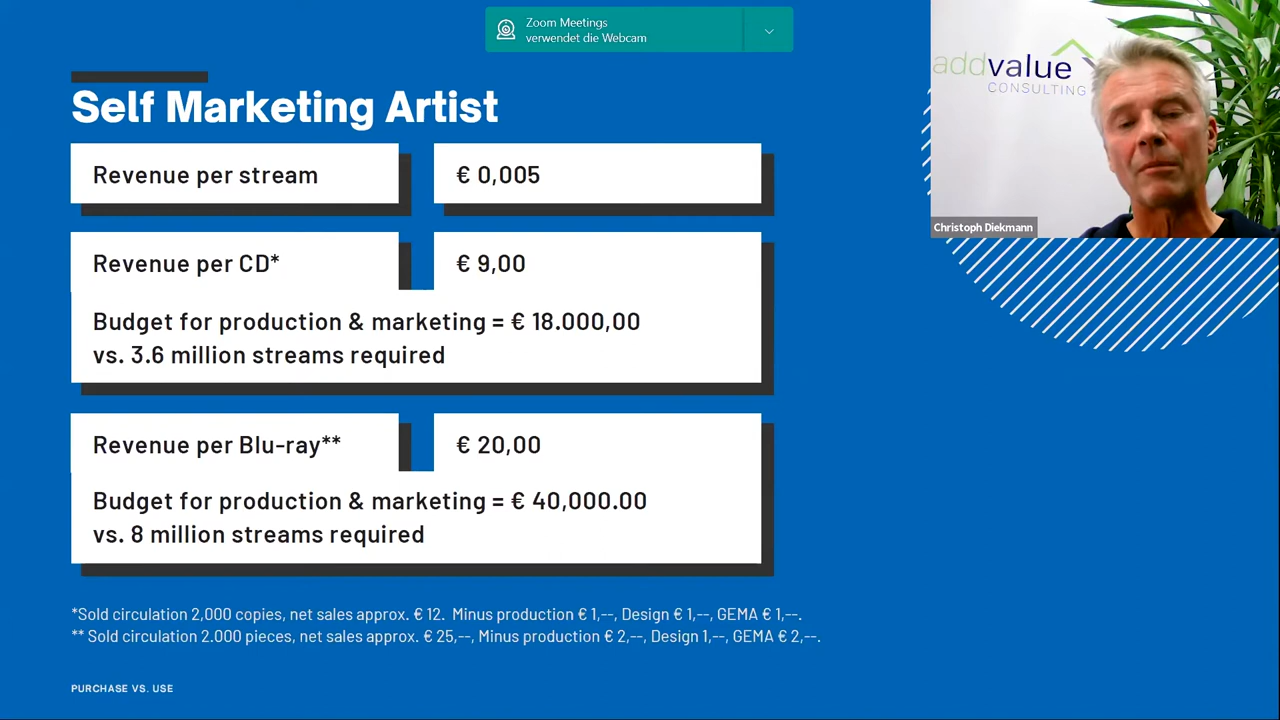 Zoom Meetings
verwendet die Webcam
addvalue
CONSULTING
Christoph Diekmann
Self Marketing Artist
Revenue per stream
€ 0,005
Revenue per CD*
€ 9,00
Budget for production & marketing = € 18.000,00
vs. 3.6 million streams required
Revenue per Blu-ray**
€ 20,00
Budget for production & marketing = € 40,000.00
vs. 8 million streams required
*Sold circulation 2,000 copies, net sales approx. € 12. Minus production € 1,--, Design € 1,--, GEMA € 1,--.
** Sold circulation 2.000 pieces, net sales approx. € 25,--, Minus production € 2,--, Design 1,--, GEMA € 2,--.
PURCHASE VS. USE